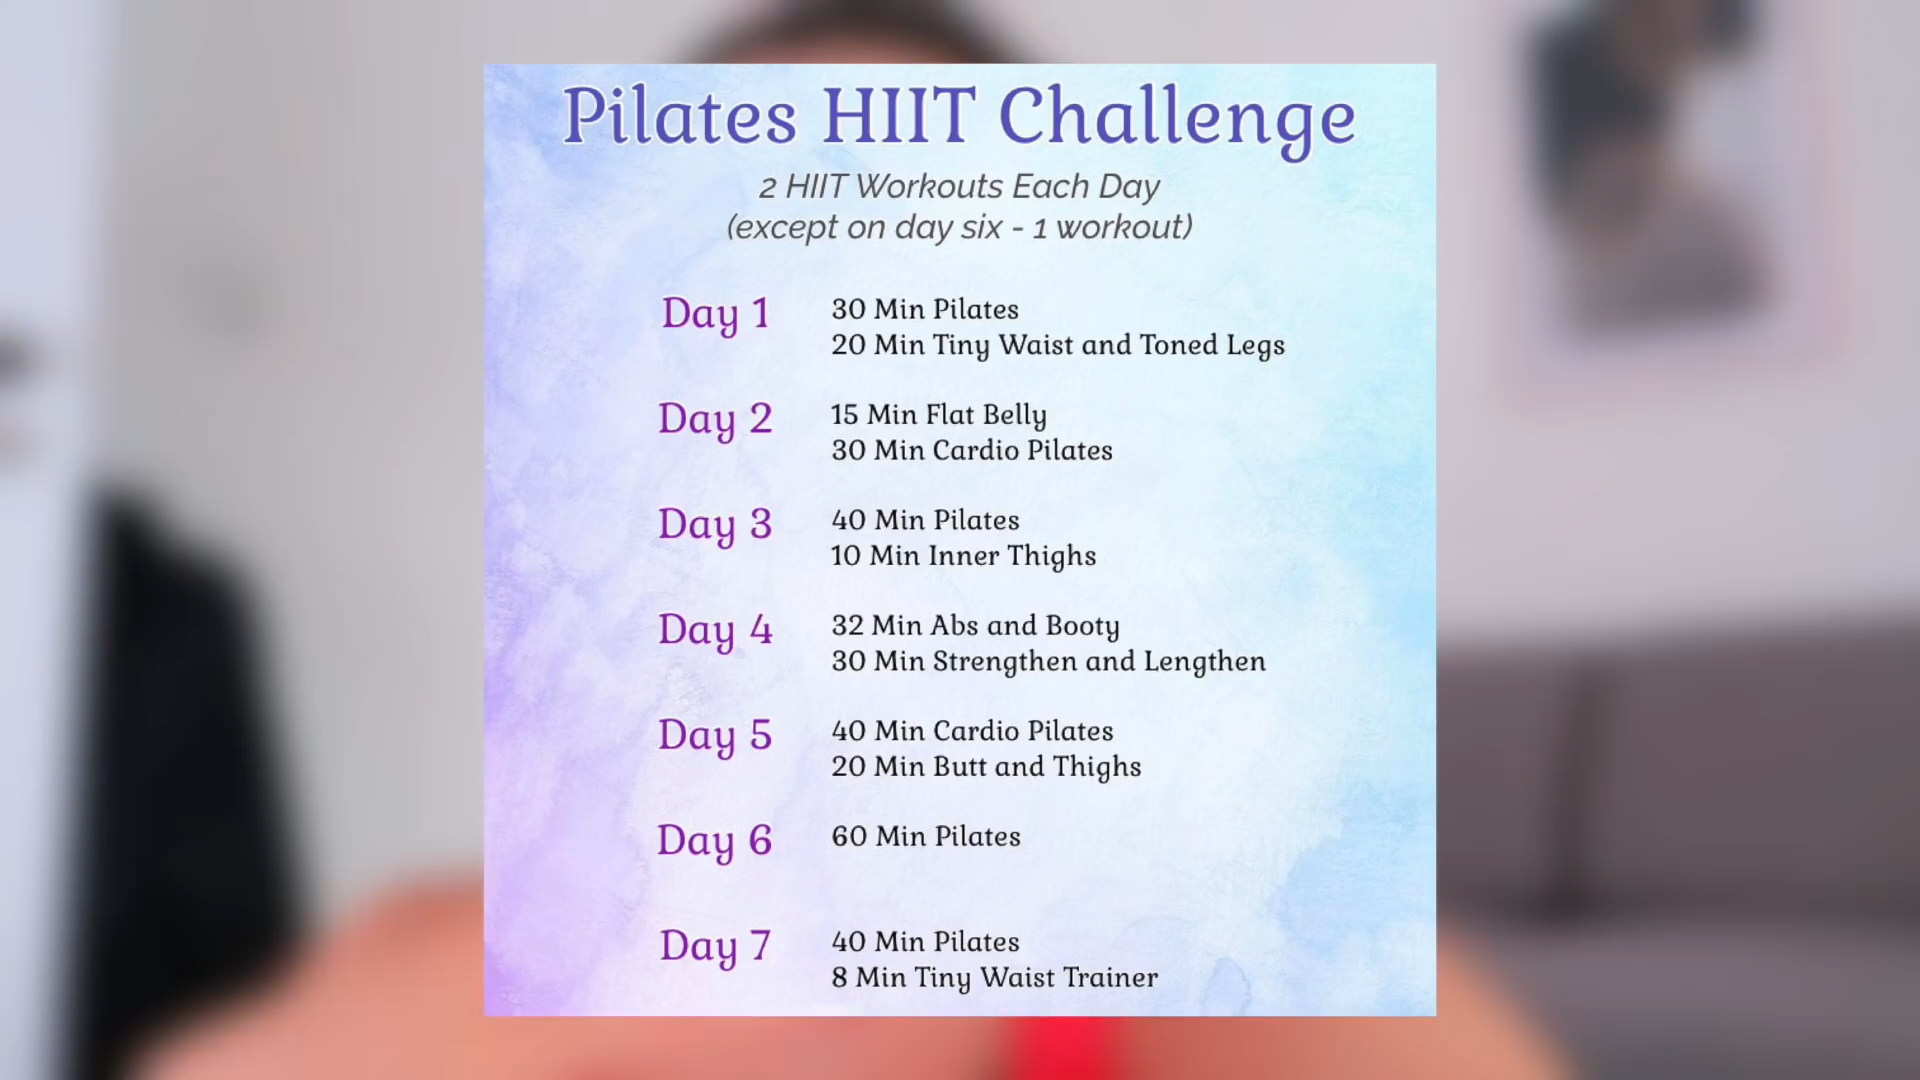 Pilates HIIT Challenge
2 HIIT Workouts Each Day
(except on day six - 1 workout)
Day 1
30 Min Pilates
20 Min Tiny Waist and Toned Legs
Day 2
15 Min Flat Belly
30 Min Cardio Pilates
Day 3
40 Min Pilates
10 Min Inner Thighs
Day 4
32 Min Abs and Booty
30 Min Strengthen and Lengthen
Day 5
40 Min Cardio Pilates
20 Min Butt and Thighs
Day 6
60 Min Pilates
Day 7
40 Min Pilates
8 Min Tiny Waist Trainer